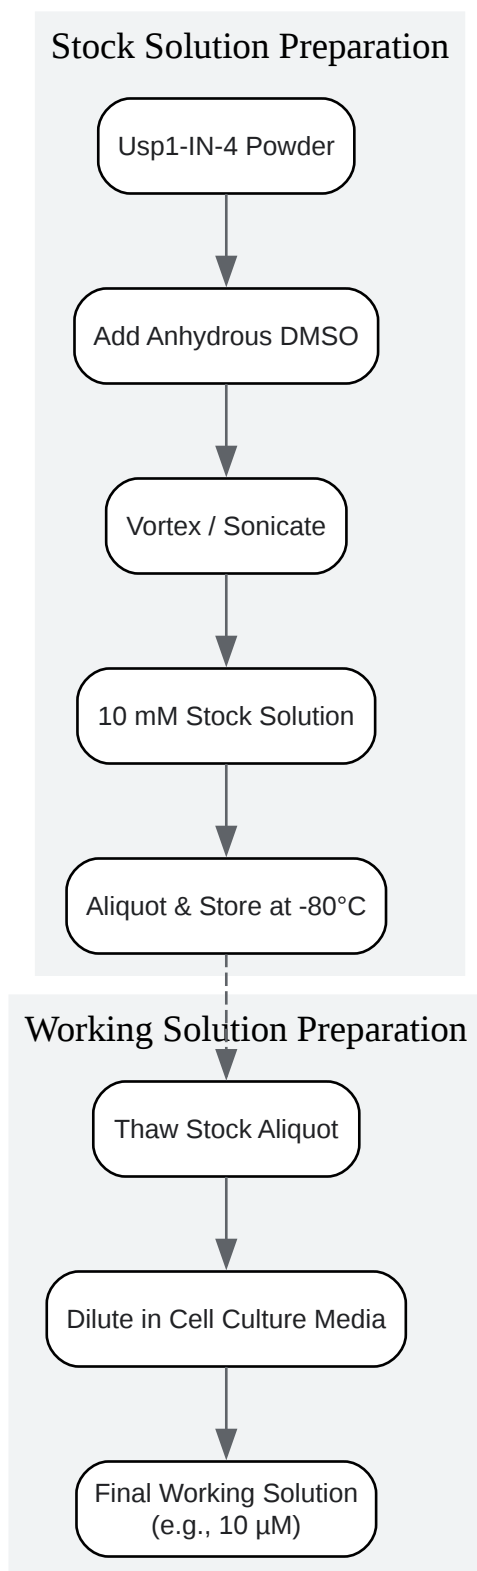 Stock Solution Preparation
Usp1-IN-4 Powder
Add Anhydrous DMSO
Vortex / Sonicate
10 mM Stock Solution
Aliquot & Store at -80°C
Working Solution Preparation
Thaw Stock Aliquot
Dilute in Cell Culture Media
Final Working Solution
(e.g., 10 µM)